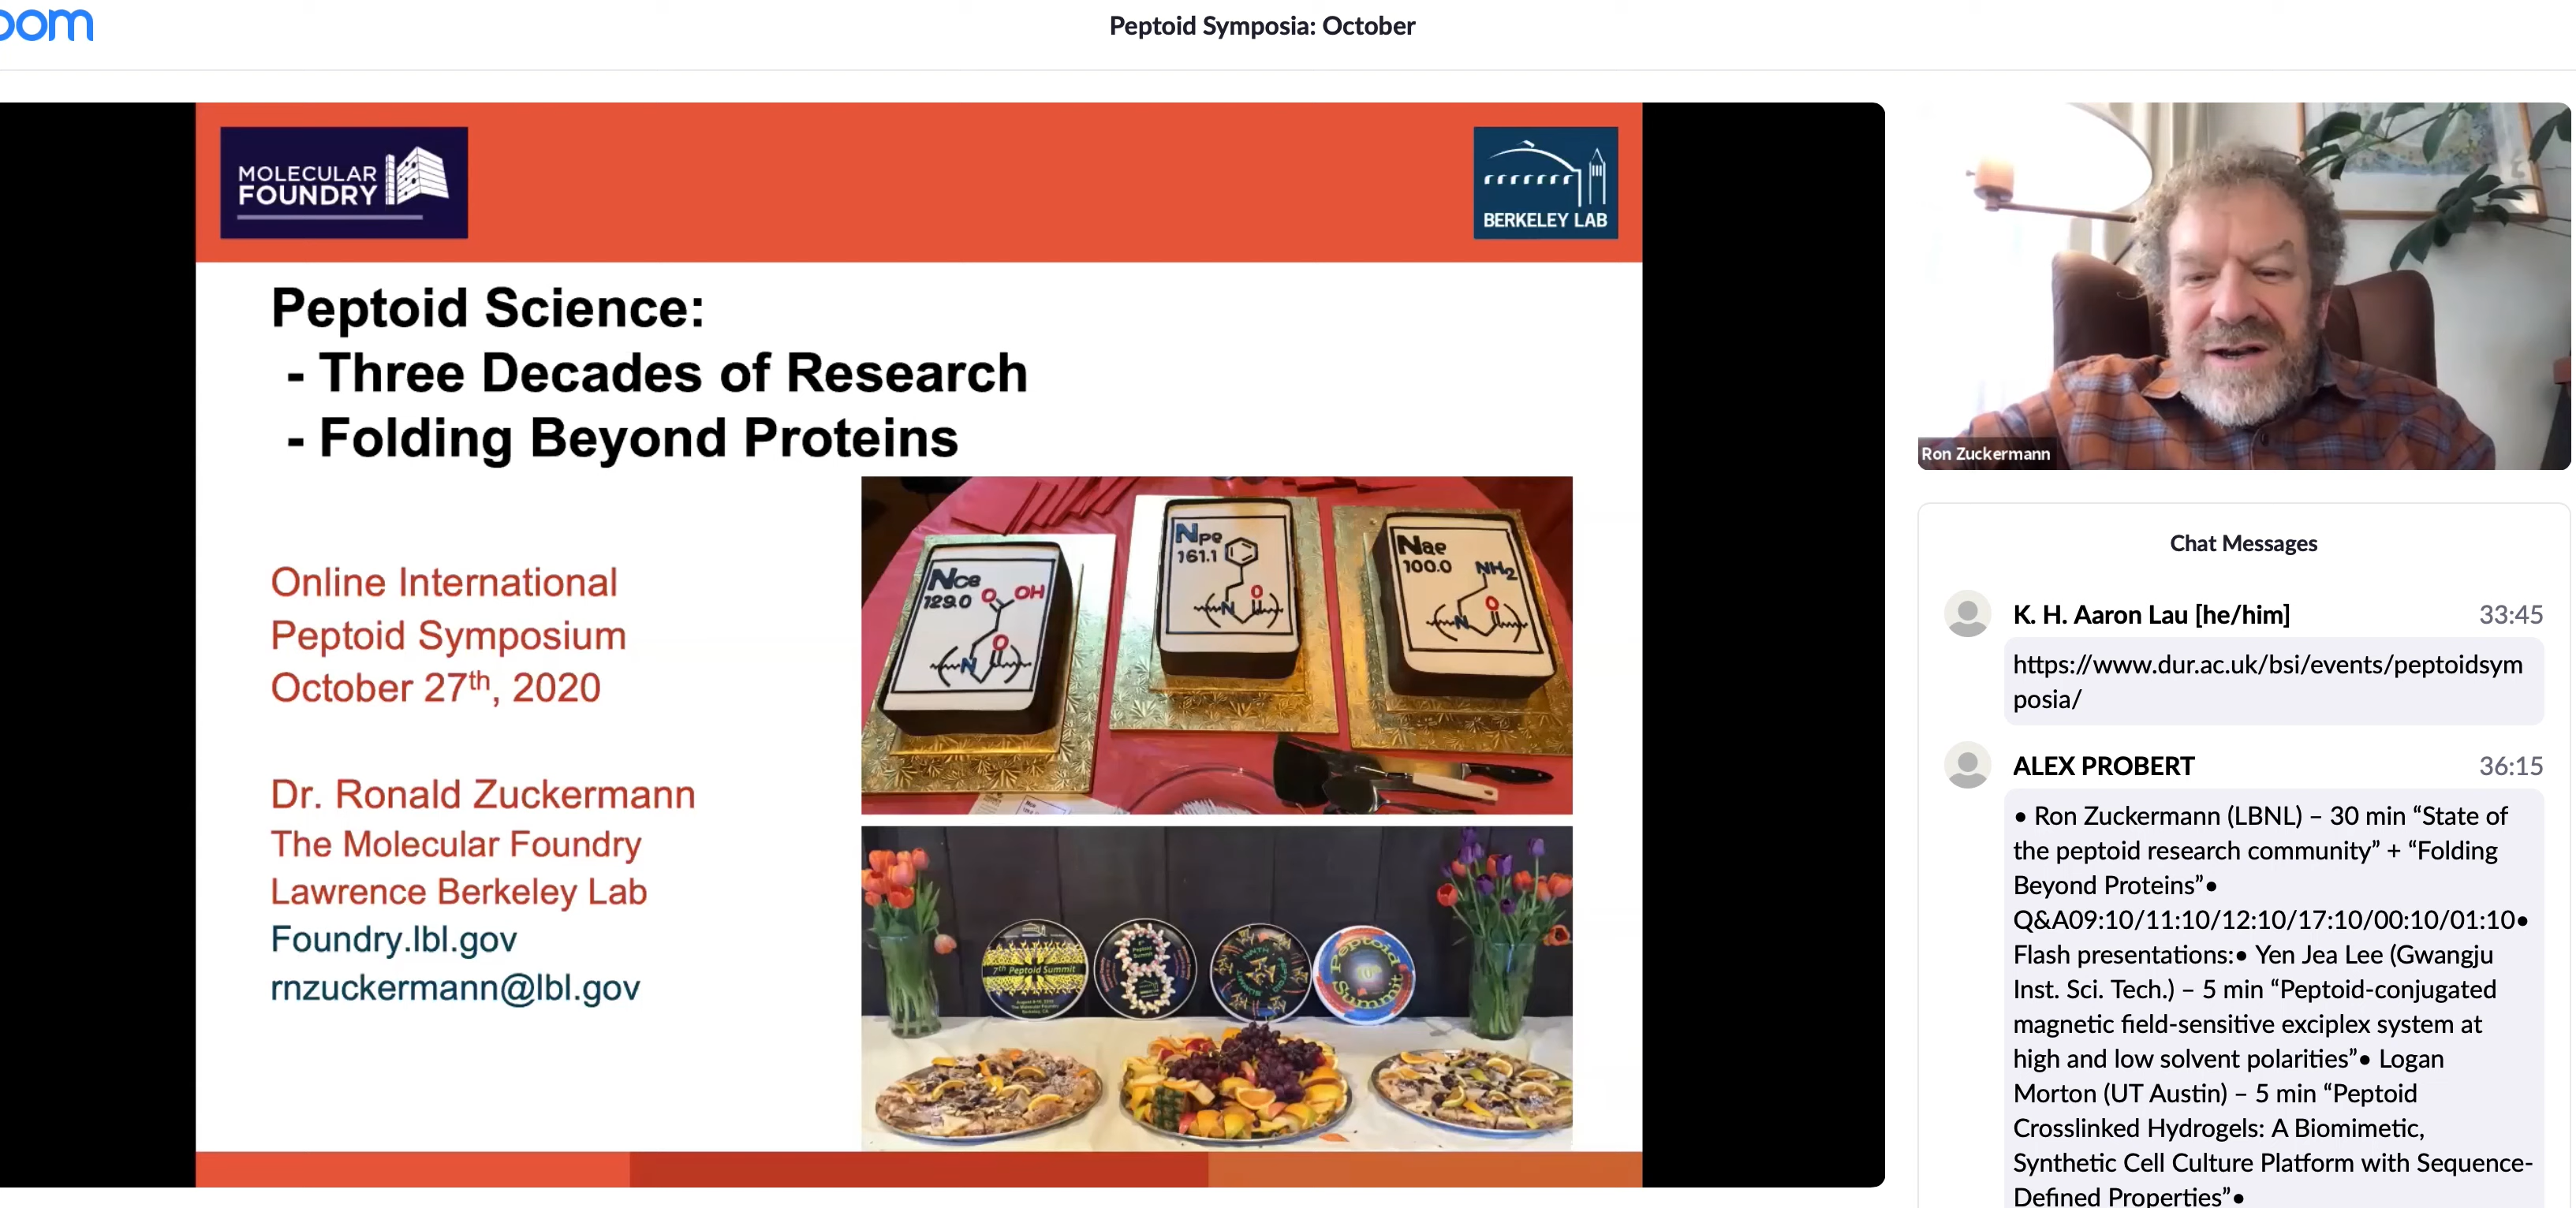 oom
Peptoid Symposia: October
MOLECULAR
FOUNDRY
BERKELEY LAB
Peptoid Science:
- Three Decades of Research
- Folding Beyond Proteins
Online International
Peptoid Symposium
October 27th, 2020
Dr. Ronald Zuckermann
The Molecular Foundry
Lawrence Berkeley Lab
Foundry.lbl.gov
rnzuckermann@lbl.gov
Nce
129.0
O OH
O
N
Npe
161.1
O
N
Nae
100.0
NH2
O
N
7th Peptoid Summit
Peptoid
Summit
Ron Zuckermann
Chat Messages
K. H. Aaron Lau [he/him] 33:45
https://www.dur.ac.uk/bsi/events/peptoidsym
posia/
ALEX PROBERT 36:15
• Ron Zuckermann (LBNL) – 30 min “State of
the peptoid research community” + “Folding
Beyond Proteins”•
Q&A09:10/11:10/12:10/17:10/00:10/01:10•
Flash presentations:• Yen Jea Lee (Gwangju
Inst. Sci. Tech.) – 5 min “Peptoid-conjugated
magnetic field-sensitive exciplex system at
high and low solvent polarities”• Logan
Morton (UT Austin) – 5 min “Peptoid
Crosslinked Hydrogels: A Biomimetic,
Synthetic Cell Culture Platform with Sequence-
Defined Properties”•